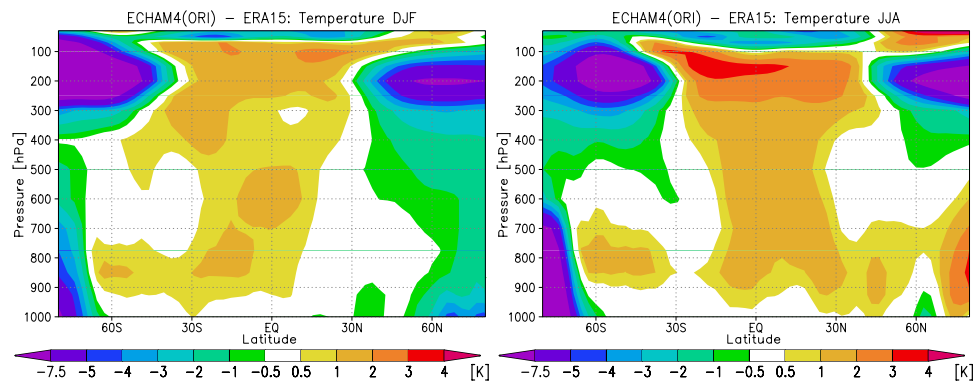 ECHAM4(ORI) – ERA15: Temperature DJF
100
200
300
400
500
600
700
800
900
1000
Pressure [hPa]
60S 30S EQ 30N 60N
Latitude
−7.5 −5 −4 −3 −2 −1 −0.5 0.5 1 2 3 4 [K]
ECHAM4(ORI) – ERA15: Temperature JJA
100
200
300
400
500
600
700
800
900
1000
Pressure [hPa]
60S 30S EQ 30N 60N
Latitude
−7.5 −5 −4 −3 −2 −1 −0.5 0.5 1 2 3 4 [K]